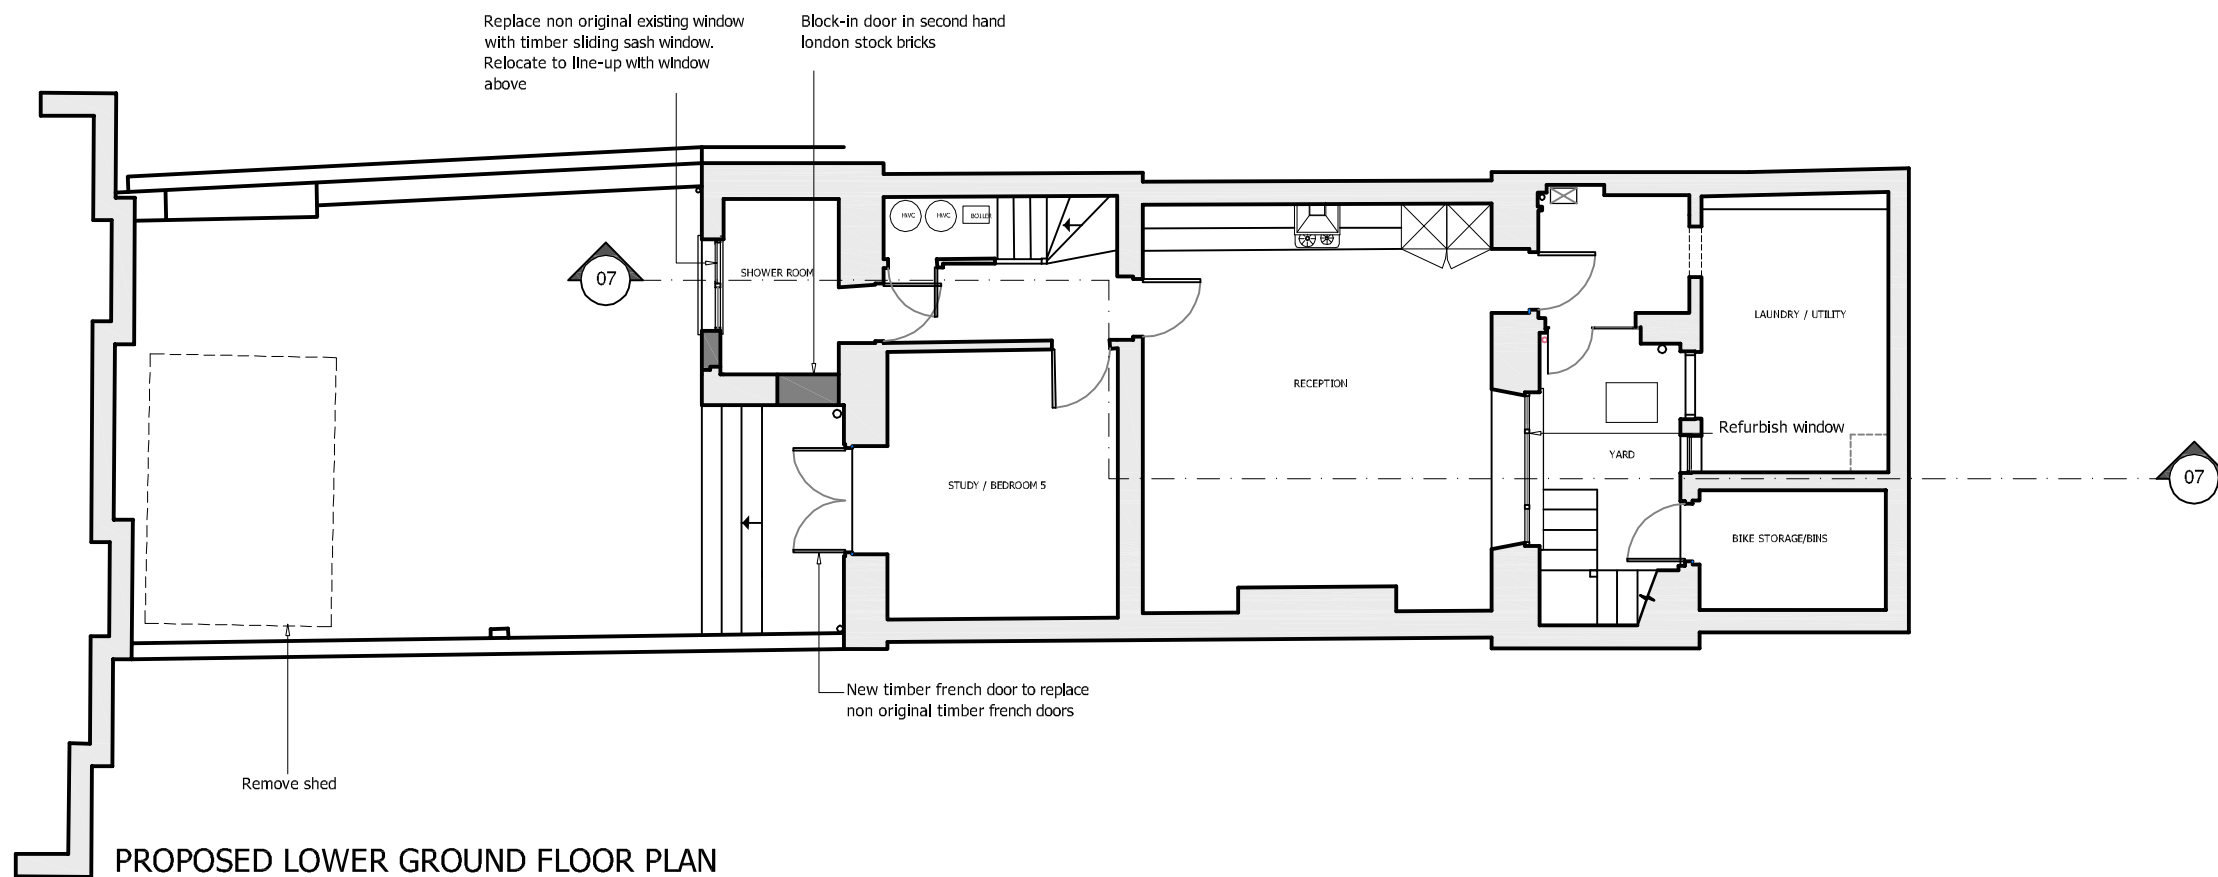 Replace non original existing window
with timber sliding sash window.
Relocate to line-up with window
above
Block-in door in second hand
london stock bricks
HWC
HWC
BOILER
07
SHOWER ROOM
LAUNDRY / UTILITY
RECEPTION
Refurbish window
YARD
07
STUDY / BEDROOM 5
BIKE STORAGE/BINS
New timber french door to replace
non original timber french doors
Remove shed
PROPOSED LOWER GROUND FLOOR PLAN